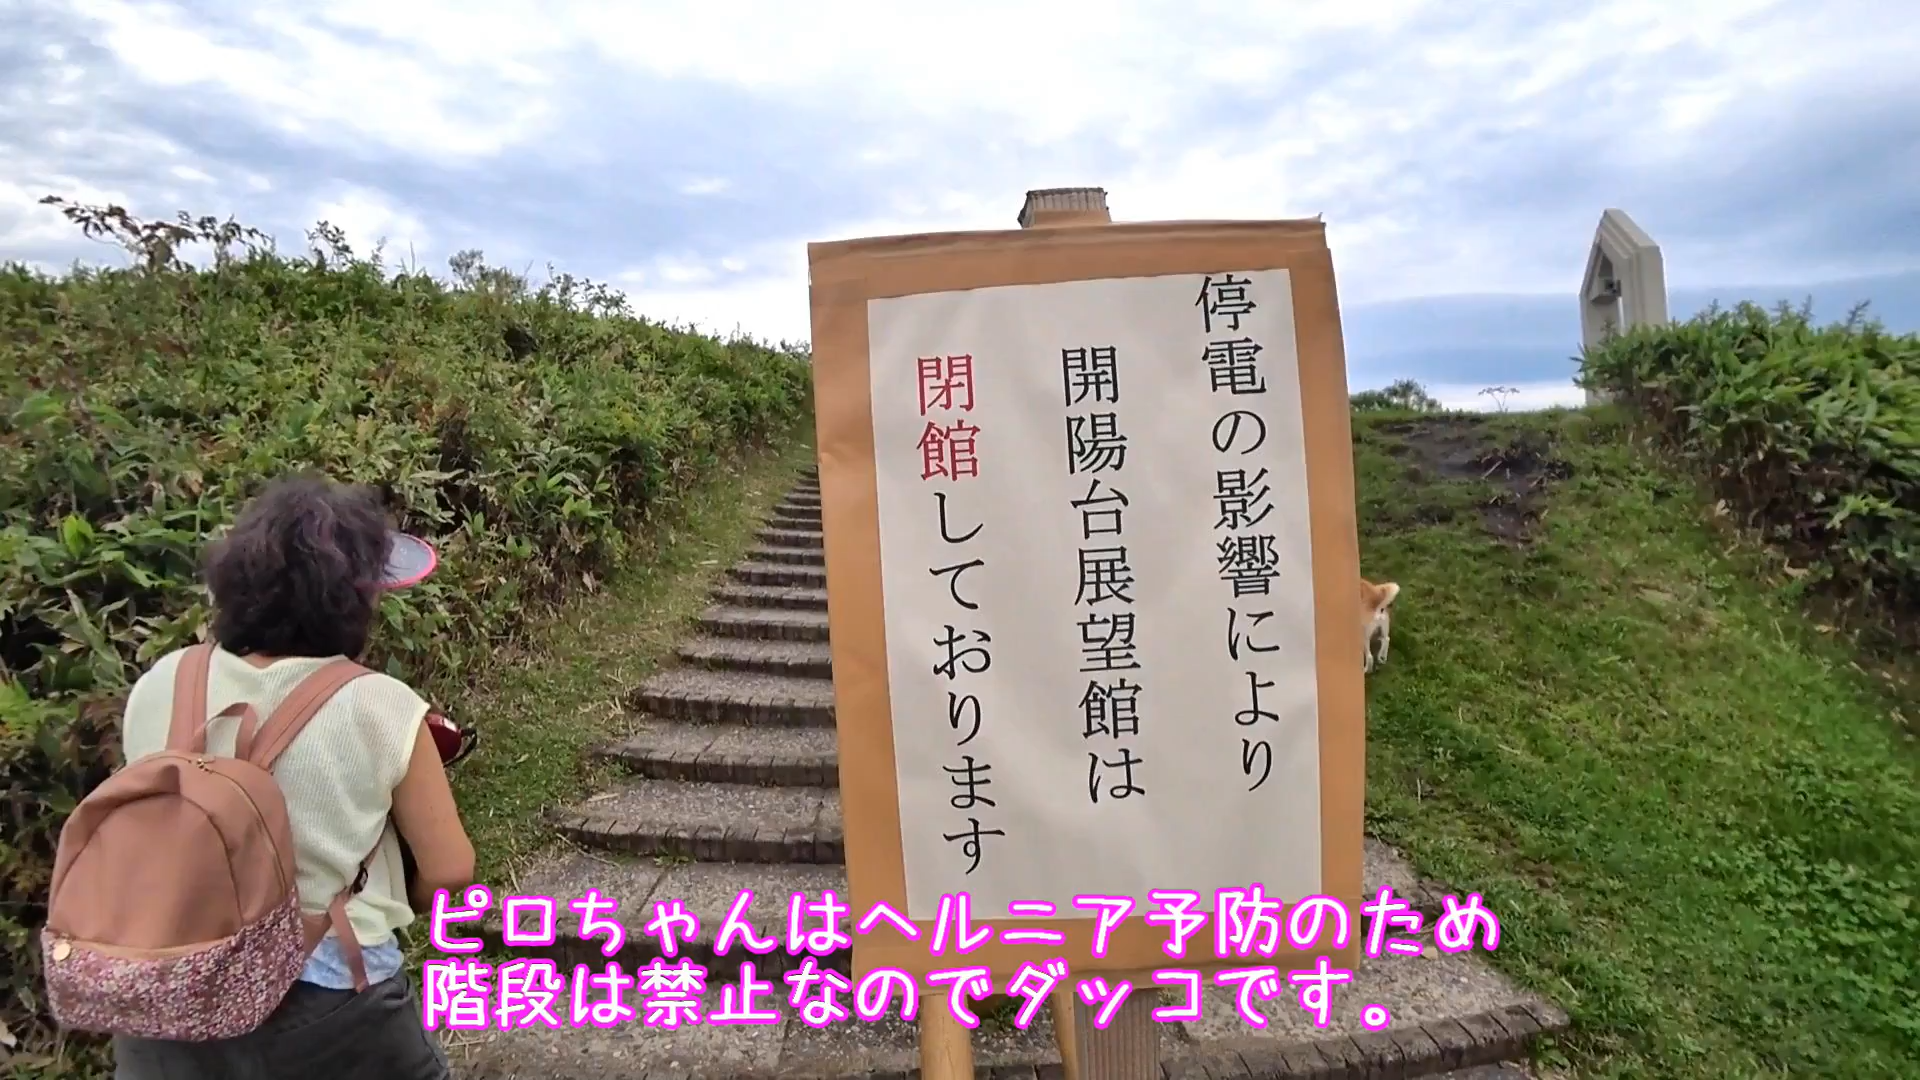 停電の影響により
開陽台展望館は
閉館しております
ピロちゃんはヘルニア予防のため
階段は禁止なのでダッコです。